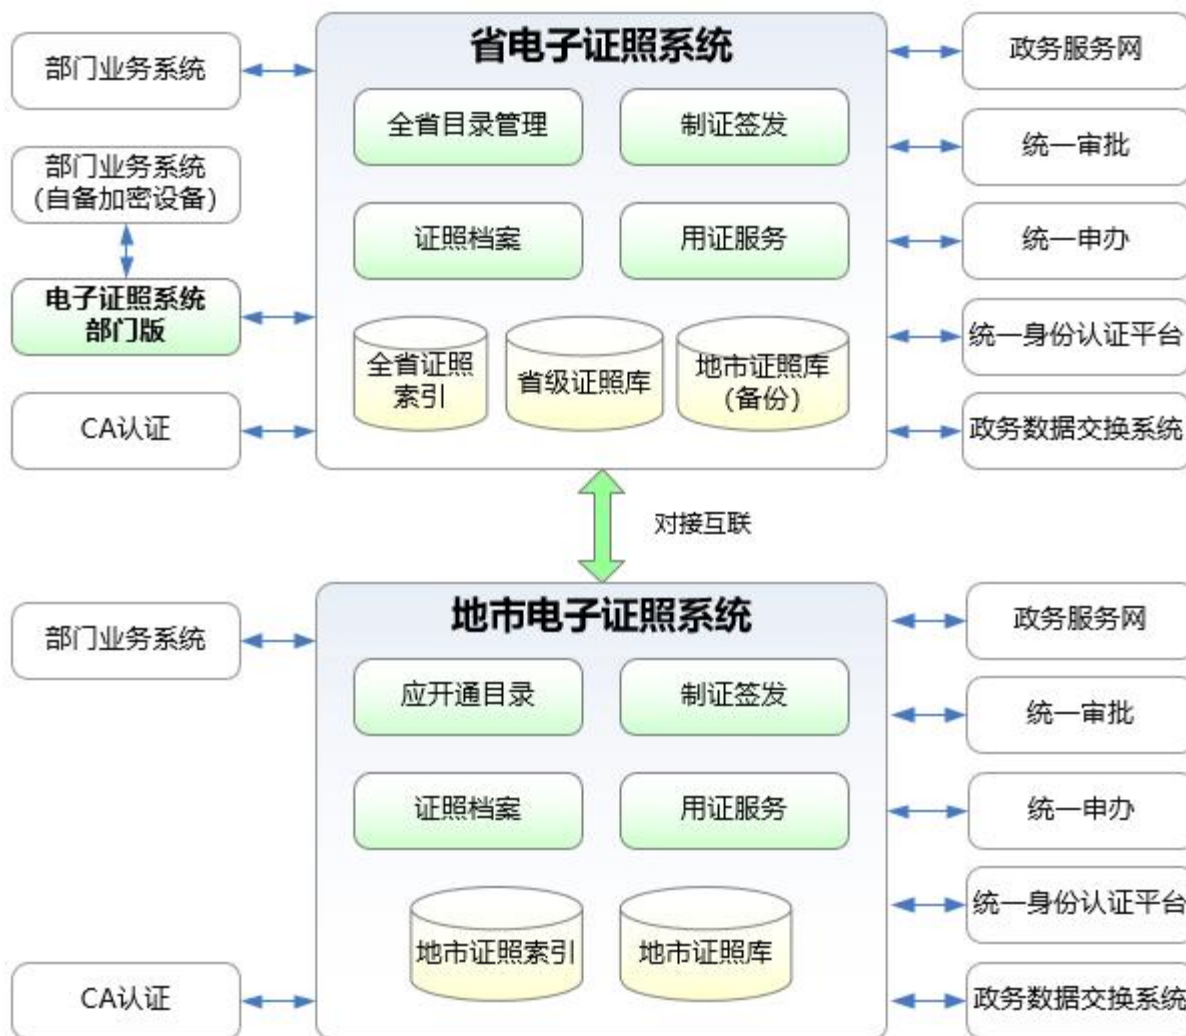 省电子证照系统
部门业务系统
政务服务网
全省目录管理
制证签发
统一审批
部门业务系统
(自备加密设备)
证照档案
用证服务
统一申办
电子证照系统
部门版
全省证照
索引
省级证照库
地市证照库
(备份)
统一身份认证平台
CA认证
政务数据交换系统
对接互联
地市电子证照系统
部门业务系统
政务服务网
应开通目录
制证签发
统一审批
证照档案
用证服务
统一申办
统一身份认证平台
地市证照索引
地市证照库
CA认证
政务数据交换系统